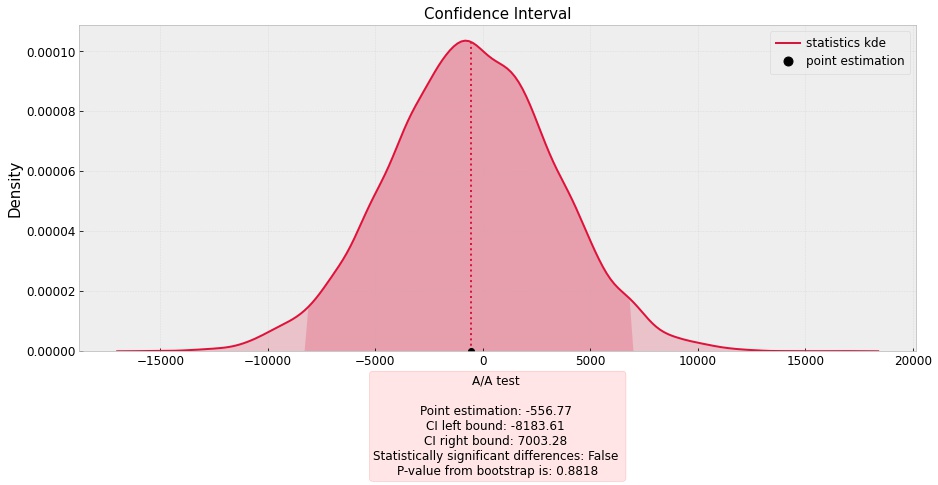 Confidence Interval
statistics kde
point estimation
Density
0.00010
0.00008
0.00006
0.00004
0.00002
0.00000
−15000 −10000 −5000 0 5000 10000 15000 20000
A/A test
Point estimation: -556.77
CI left bound: -8183.61
CI right bound: 7003.28
Statistically significant differences: False
P-value from bootstrap is: 0.8818